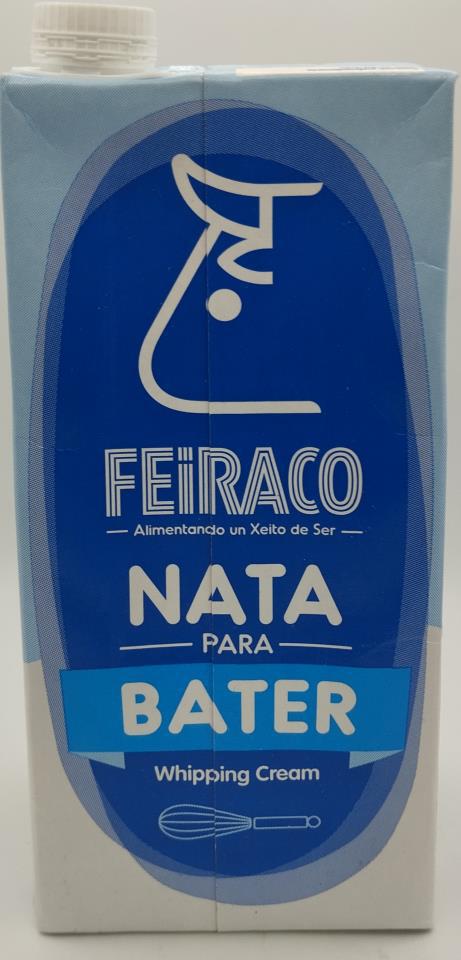 FEiRACO
Alimentando un Xeito de Ser
NATA
PARA
BATER
Whipping Cream